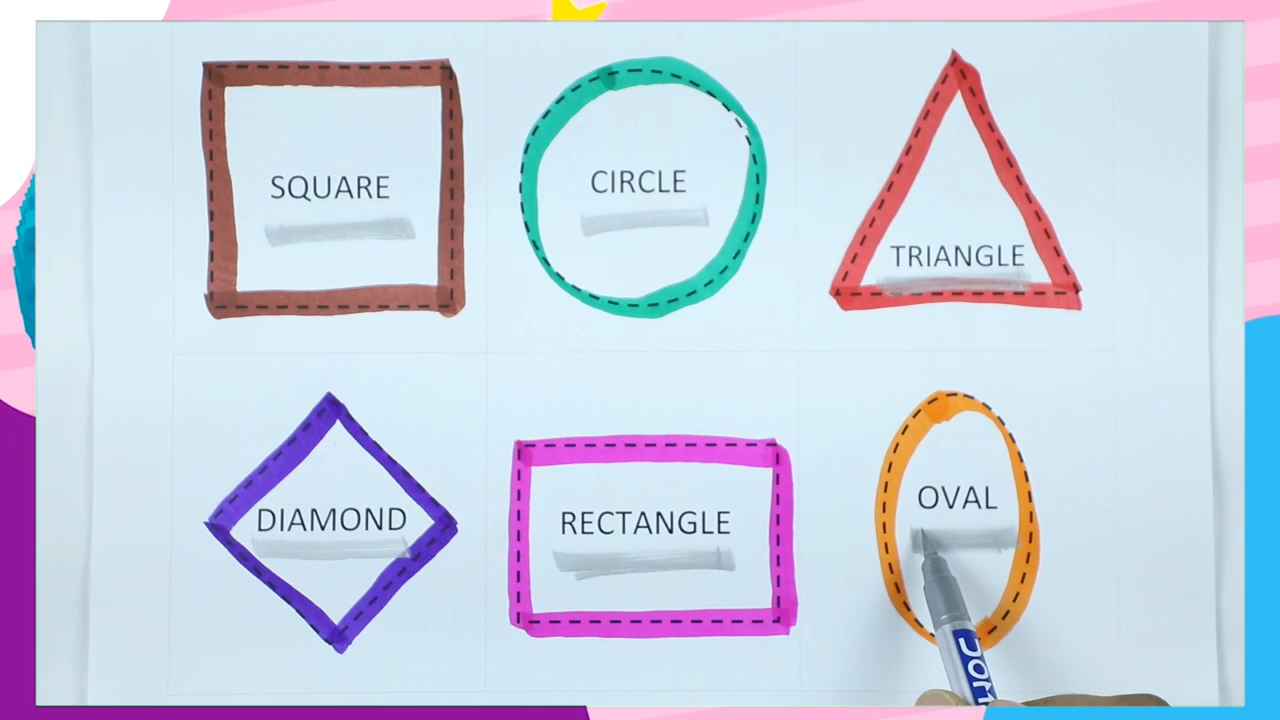 SQUARE
CIRCLE
TRIANGLE
DIAMOND
RECTANGLE
OVAL